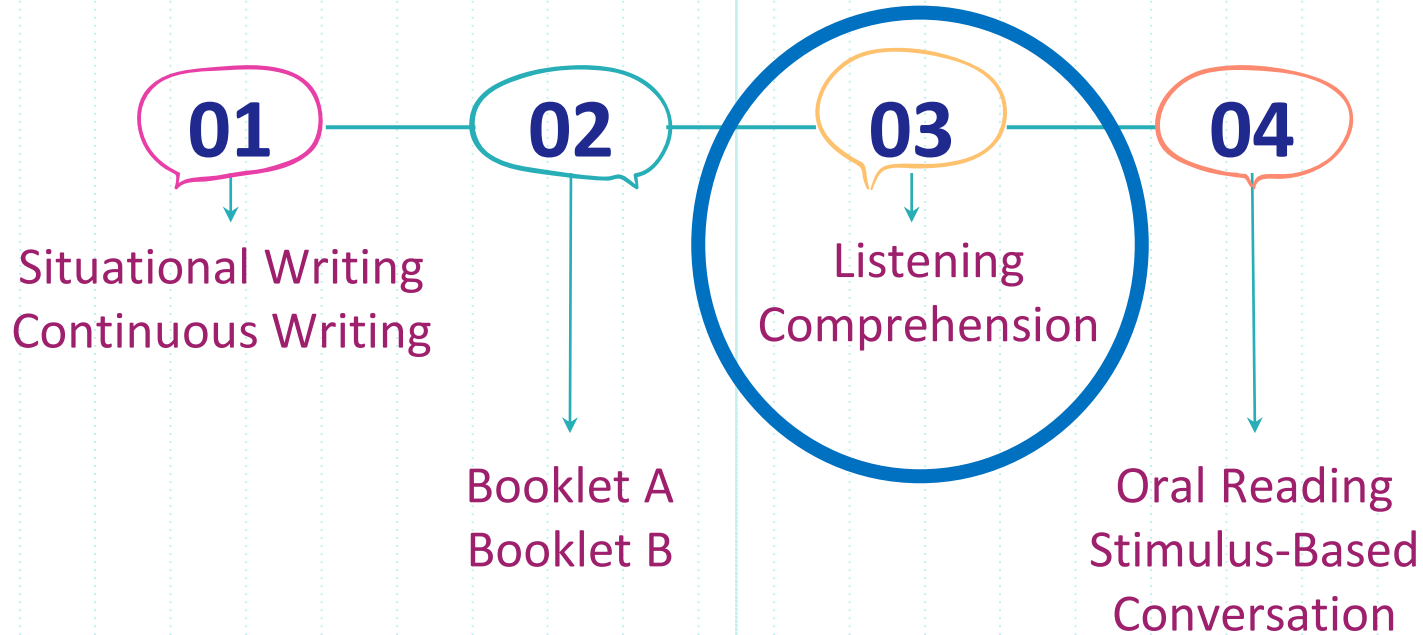 01
02
03
04
Situational Writing
Continuous Writing
Booklet A
Booklet B
Listening
Comprehension
Oral Reading
Stimulus-Based
Conversation